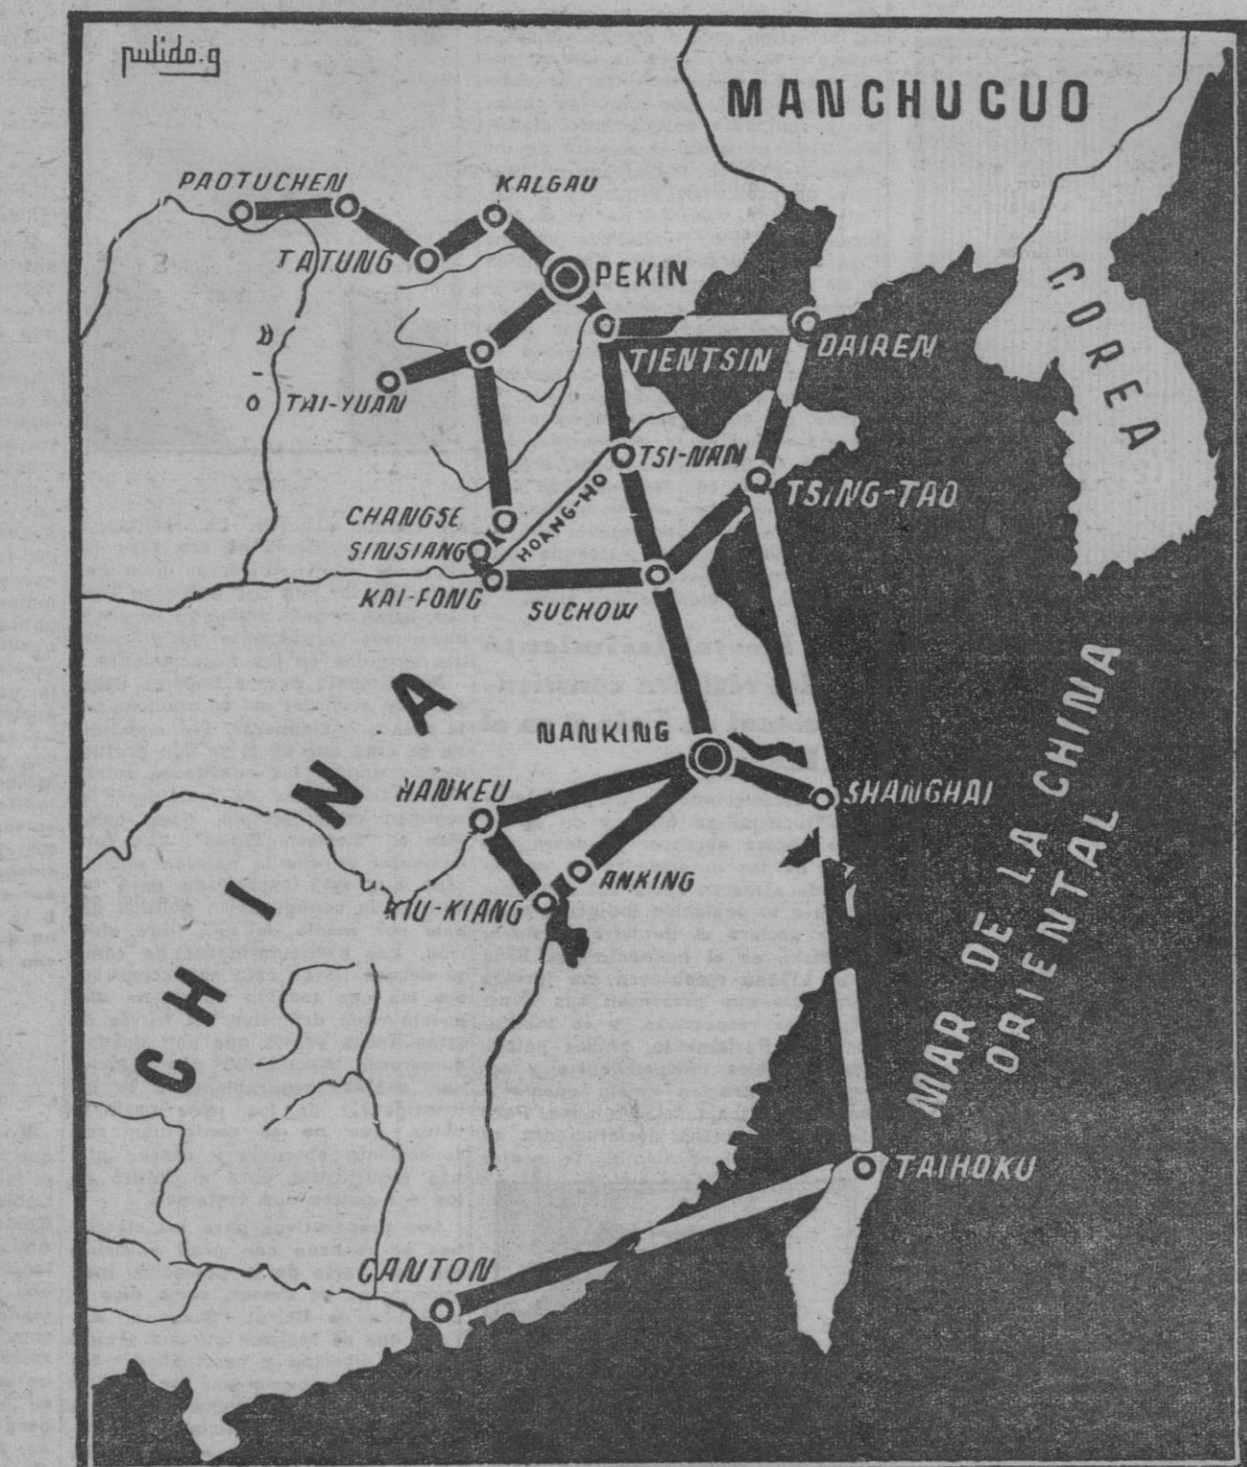 pulido.g
MANCHUCUO
PAOTUCHEN
KALGAU
TATUNG
PEKIN
COREA
TIENTSIN
DAIREN
TAI-YUAN
TSI-NAN
TSING-TAO
CHANGSE
HOANG-HO
SINSIANG
KAI-FONG
SUCHOW
CHINA
NANKING
HANKEU
SHANGHAI
ANKING
KIU-KIANG
MAR DE LA CHINA
ORIENTAL
TAIHOKU
CANTON